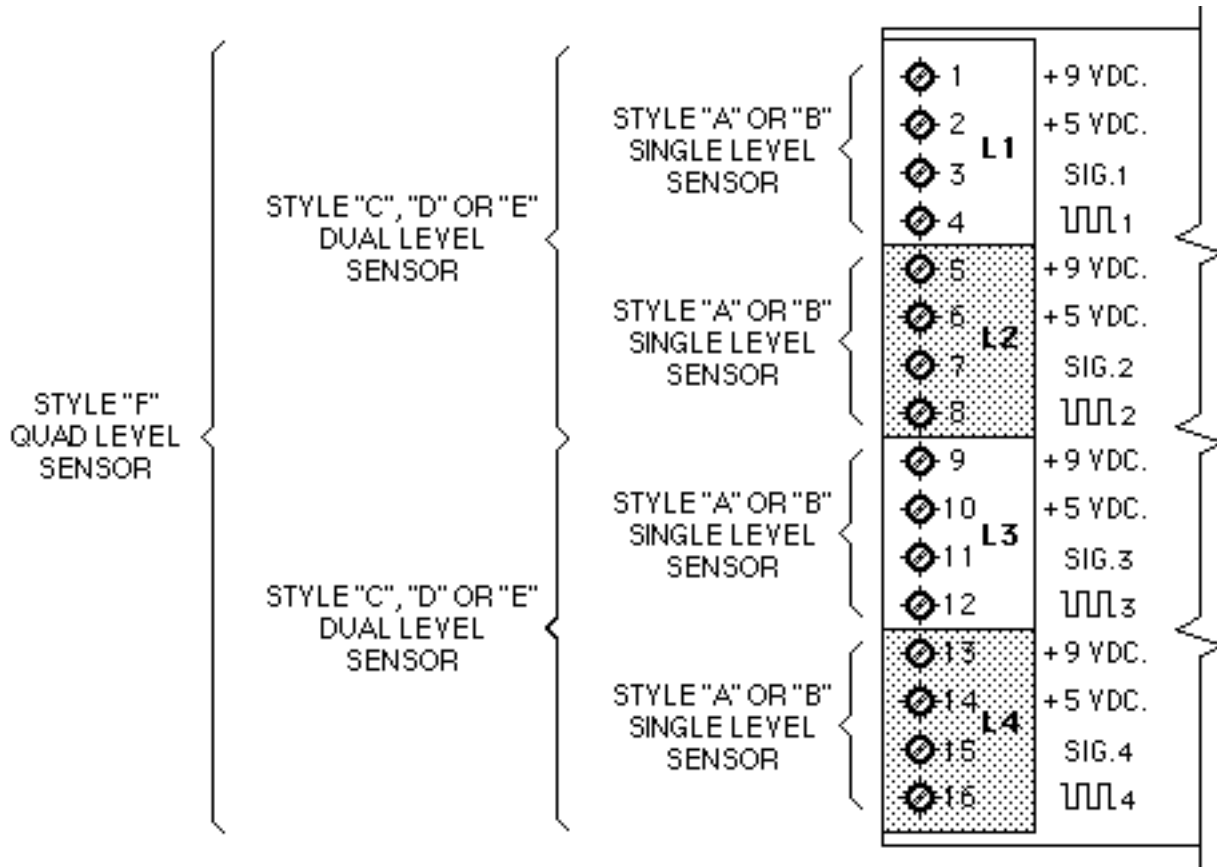 STYLE "F"
QUAD LEVEL
SENSOR
STYLE "C", "D" OR "E"
DUAL LEVEL
SENSOR
STYLE "C", "D" OR "E"
DUAL LEVEL
SENSOR
STYLE "A" OR "B"
SINGLE LEVEL
SENSOR
STYLE "A" OR "B"
SINGLE LEVEL
SENSOR
STYLE "A" OR "B"
SINGLE LEVEL
SENSOR
STYLE "A" OR "B"
SINGLE LEVEL
SENSOR
L1
1 +9 VDC.
2 +5 VDC.
3 SIG.1
4 1
L2
5 +9 VDC.
6 +5 VDC.
7 SIG.2
8 2
L3
9 +9 VDC.
10 +5 VDC.
11 SIG.3
12 3
L4
13 +9 VDC.
14 +5 VDC.
15 SIG.4
16 4